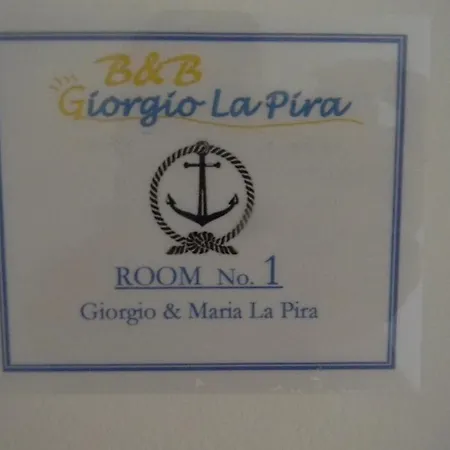 B&B
Giorgio La Pira
ROOM No. 1
Giorgio & Maria La Pira